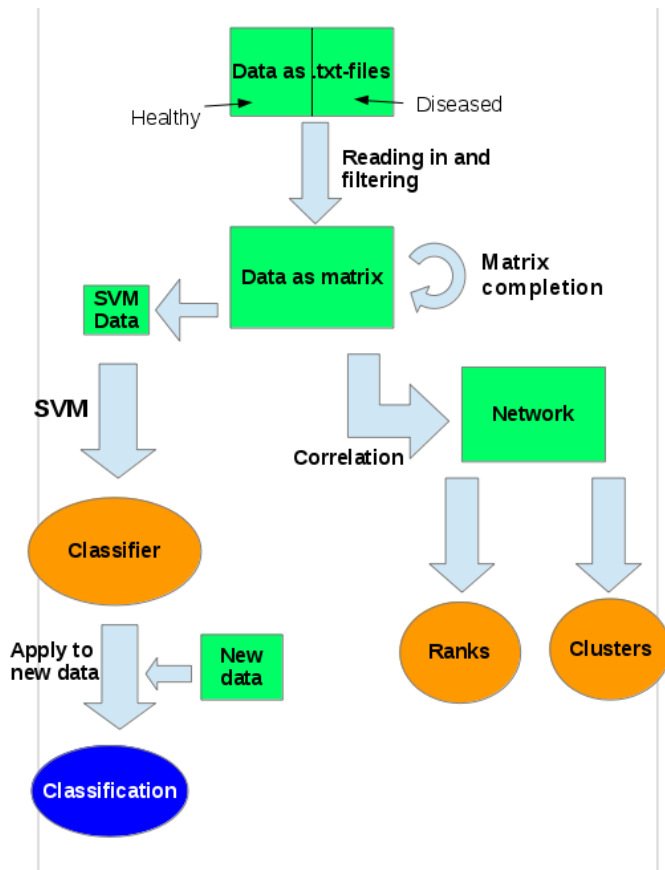 Data as .txt-files
Healthy
Diseased
Reading in and
filtering
Data as matrix
Matrix
completion
SVM
Data
SVM
Network
Correlation
Classifier
Ranks
Clusters
Apply to
new data
New
data
Classification